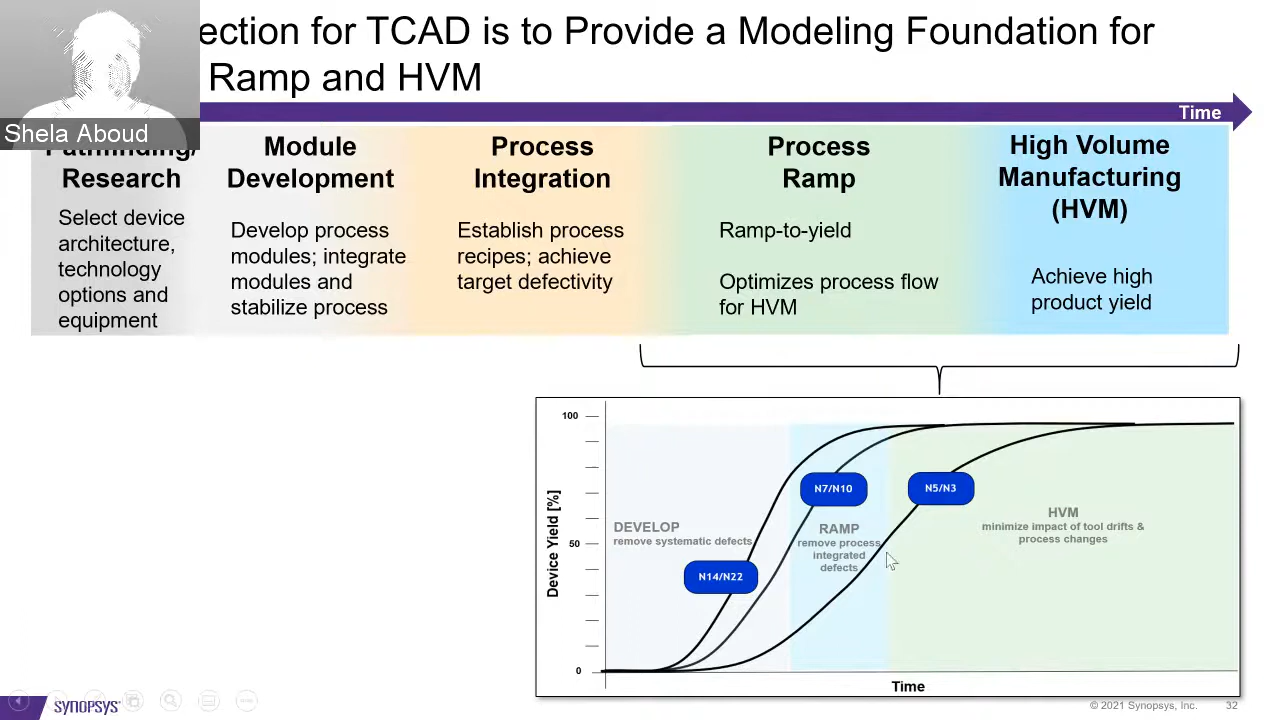 ection for TCAD is to Provide a Modeling Foundation for
Ramp and HVM
Time
Shela Aboud
Pathfinding/
Research
Select device
architecture,
technology
options and
equipment
Module
Development
Develop process
modules; integrate
modules and
stabilize process
Process
Integration
Establish process
recipes; achieve
target defectivity
Process
Ramp
Ramp-to-yield
Optimizes process flow
for HVM
High Volume
Manufacturing
(HVM)
Achieve high
product yield
100
50
0
Device Yield [%]
DEVELOP
remove systematic defects
N14/N22
N7/N10
RAMP
remove process
integrated
defects
N5/N3
HVM
minimize impact of tool drifts &
process changes
Time
SYNOPSYS
© 2021 Synopsys, Inc.
32